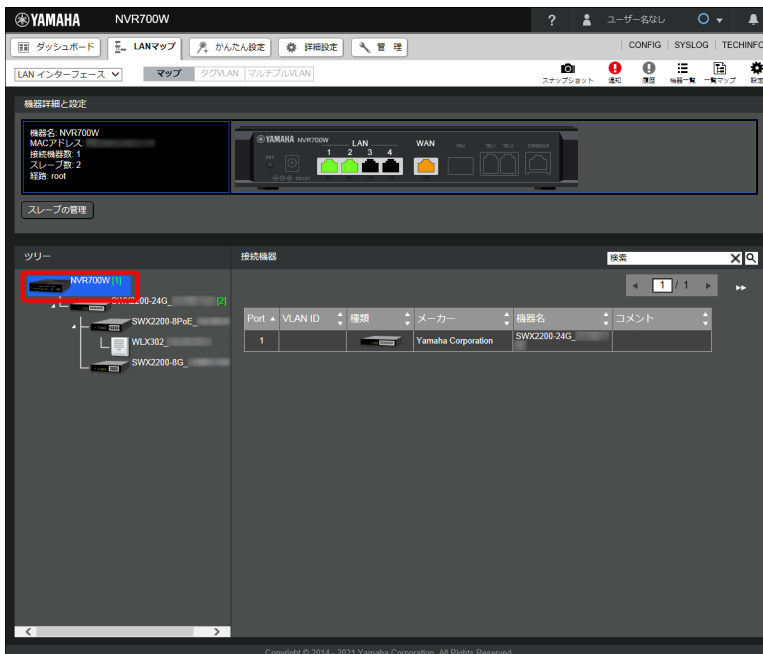 YAMAHA NVR700W ? ユーザー名なし
ダッシュボード LANマップ かんたん設定 詳細設定 管 理 CONFIG SYSLOG TECHINFO
LAN インターフェース マップ タグVLAN マルチプルVLAN スナップショット 通知 履歴 機器一覧 一覧マップ 設定
機器詳細と設定
機器名: NVR700W
MACアドレス:
接続機器数: 1
スレーブ数: 2
経路: root
YAMAHA NVR700W LAN WAN ONU TEL1 TEL2 CONSOLE
1 2 3 4
DC12V
スレーブの管理
ツリー
NVR700W [1]
SWX2200-24G_ [2]
SWX2200-8PoE_
WLX302_
SWX2200-8G_
接続機器 検索
1 / 1
Port VLAN ID 種類 メーカー 機器名 コメント
1 Yamaha Corporation SWX2200-24G_
Copyright © 2014 - 2021 Yamaha Corporation. All Rights Reserved.